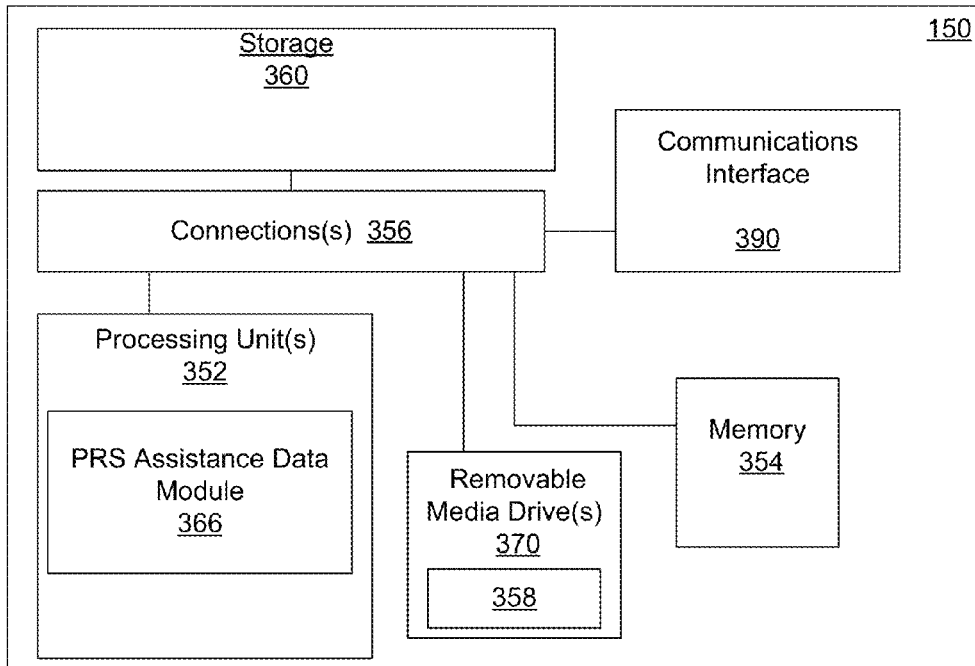 150
Storage
360
Communications
Interface
390
Connections(s) 356
Processing Unit(s)
352
PRS Assistance Data
Module
366
Removable
Media Drive(s)
370
358
Memory
354